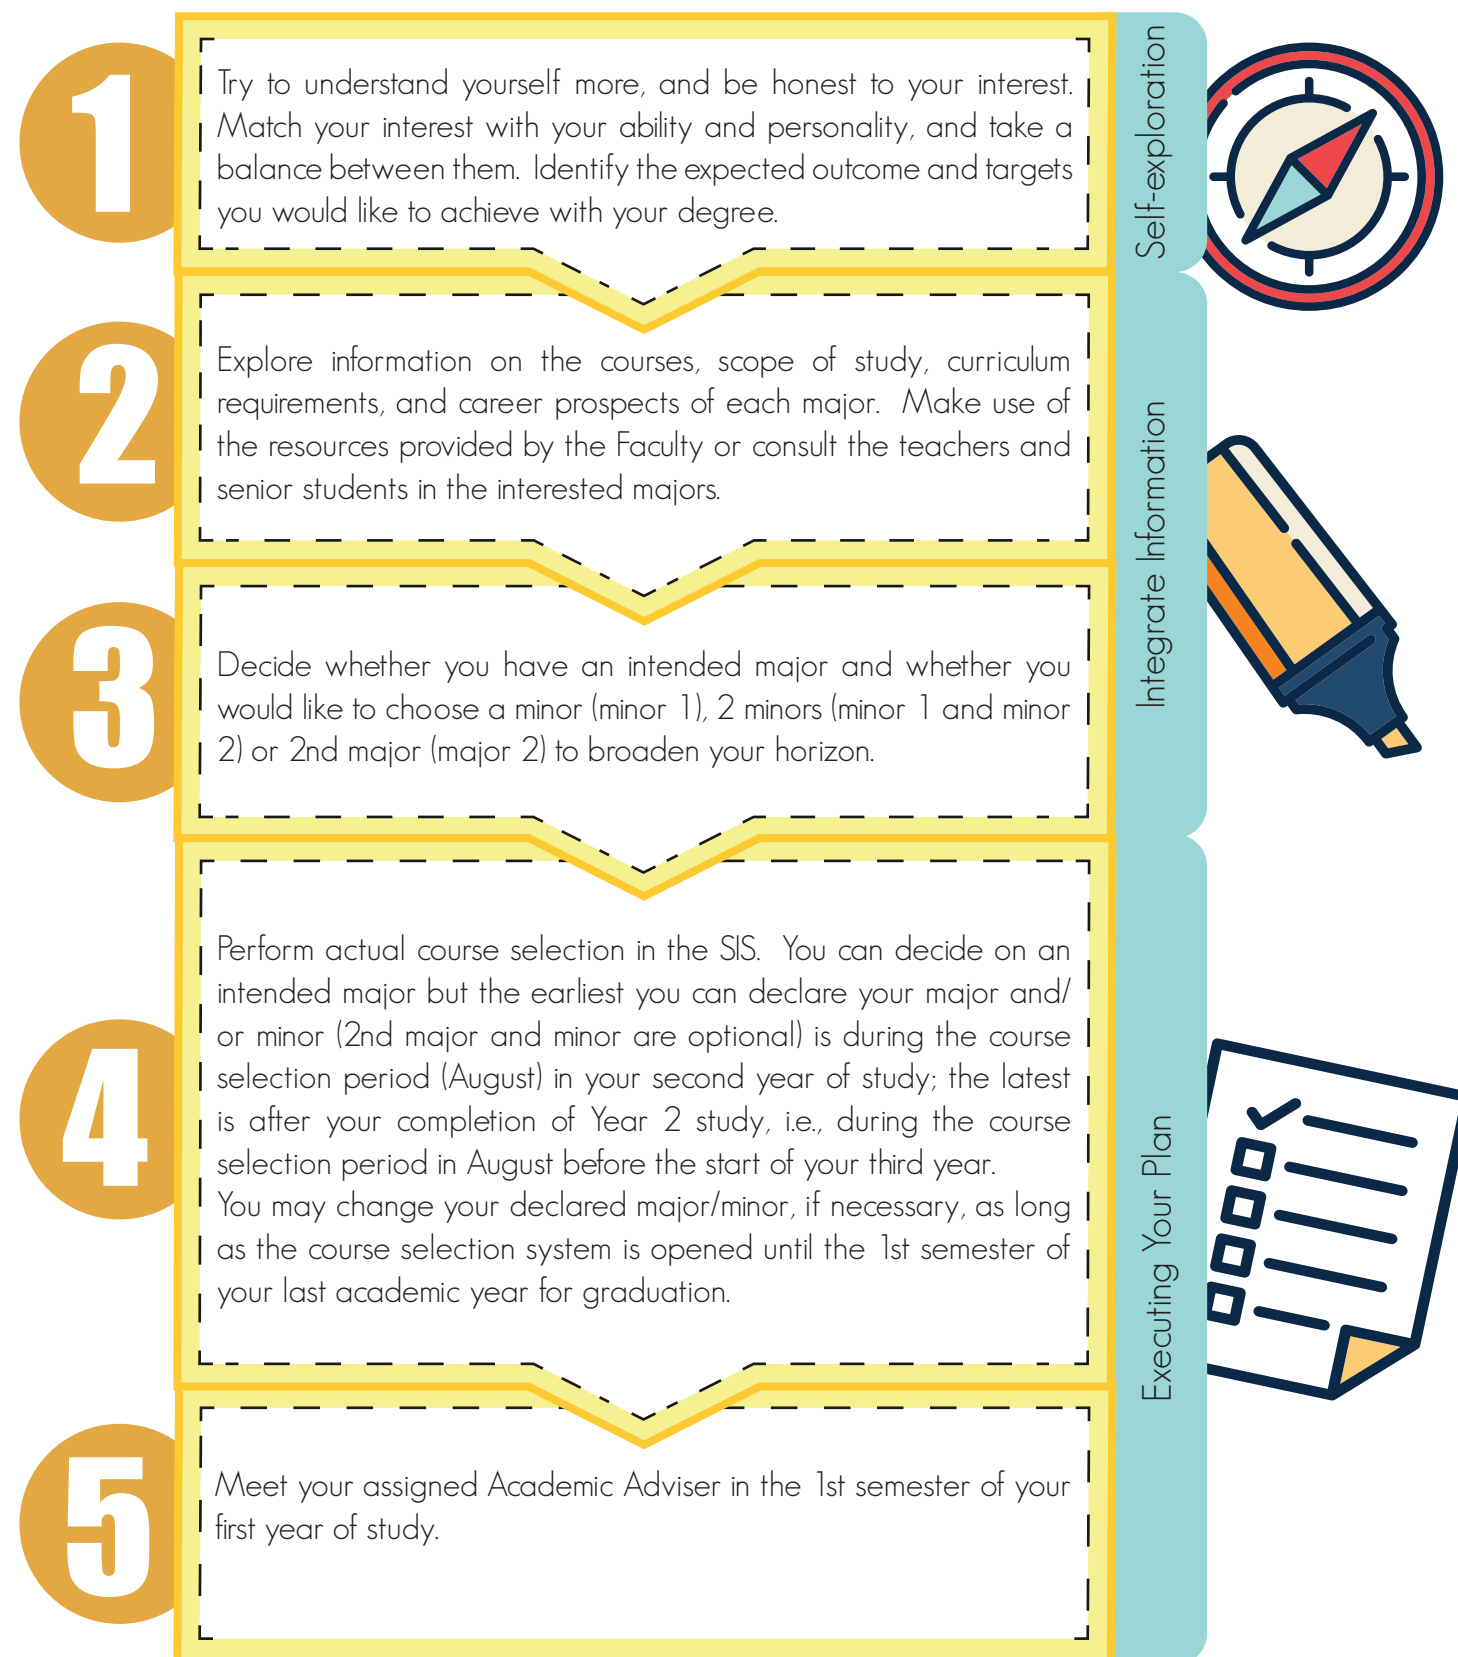 1
Try to understand yourself more, and be honest to your interest.
Match your interest with your ability and personality, and take a
balance between them. Identify the expected outcome and targets
you would like to achieve with your degree.
Self-exploration
2
Explore information on the courses, scope of study, curriculum
requirements, and career prospects of each major. Make use of
the resources provided by the Faculty or consult the teachers and
senior students in the interested majors.
Integrate Information
3
Decide whether you have an intended major and whether you
would like to choose a minor (minor 1), 2 minors (minor 1 and minor
2) or 2nd major (major 2) to broaden your horizon.
4
Perform actual course selection in the SIS. You can decide on an
intended major but the earliest you can declare your major and/
or minor (2nd major and minor are optional) is during the course
selection period (August) in your second year of study; the latest
is after your completion of Year 2 study, i.e., during the course
selection period in August before the start of your third year.
You may change your declared major/minor, if necessary, as long
as the course selection system is opened until the 1st semester of
your last academic year for graduation.
Executing Your Plan
5
Meet your assigned Academic Adviser in the 1st semester of your
first year of study.